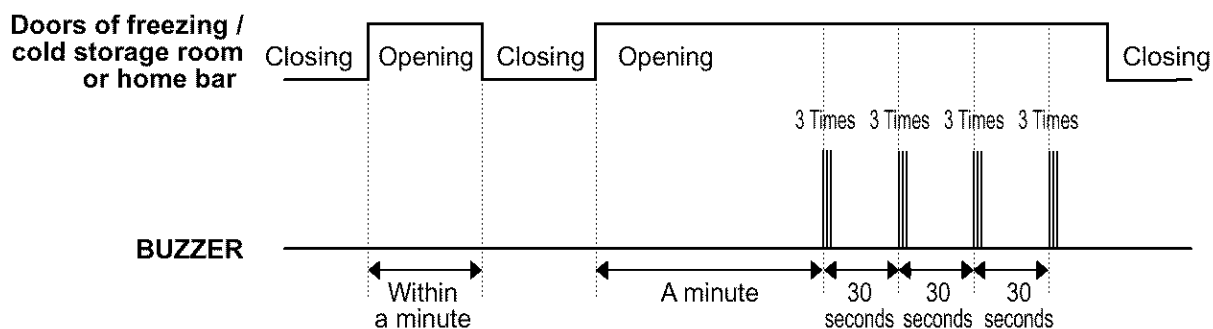 Doors of freezing /
cold storage room
or home bar
Closing Opening Closing Opening Closing
3 Times 3 Times 3 Times 3 Times
BUZZER
Within
a minute
A minute
30
seconds
30
seconds
30
seconds